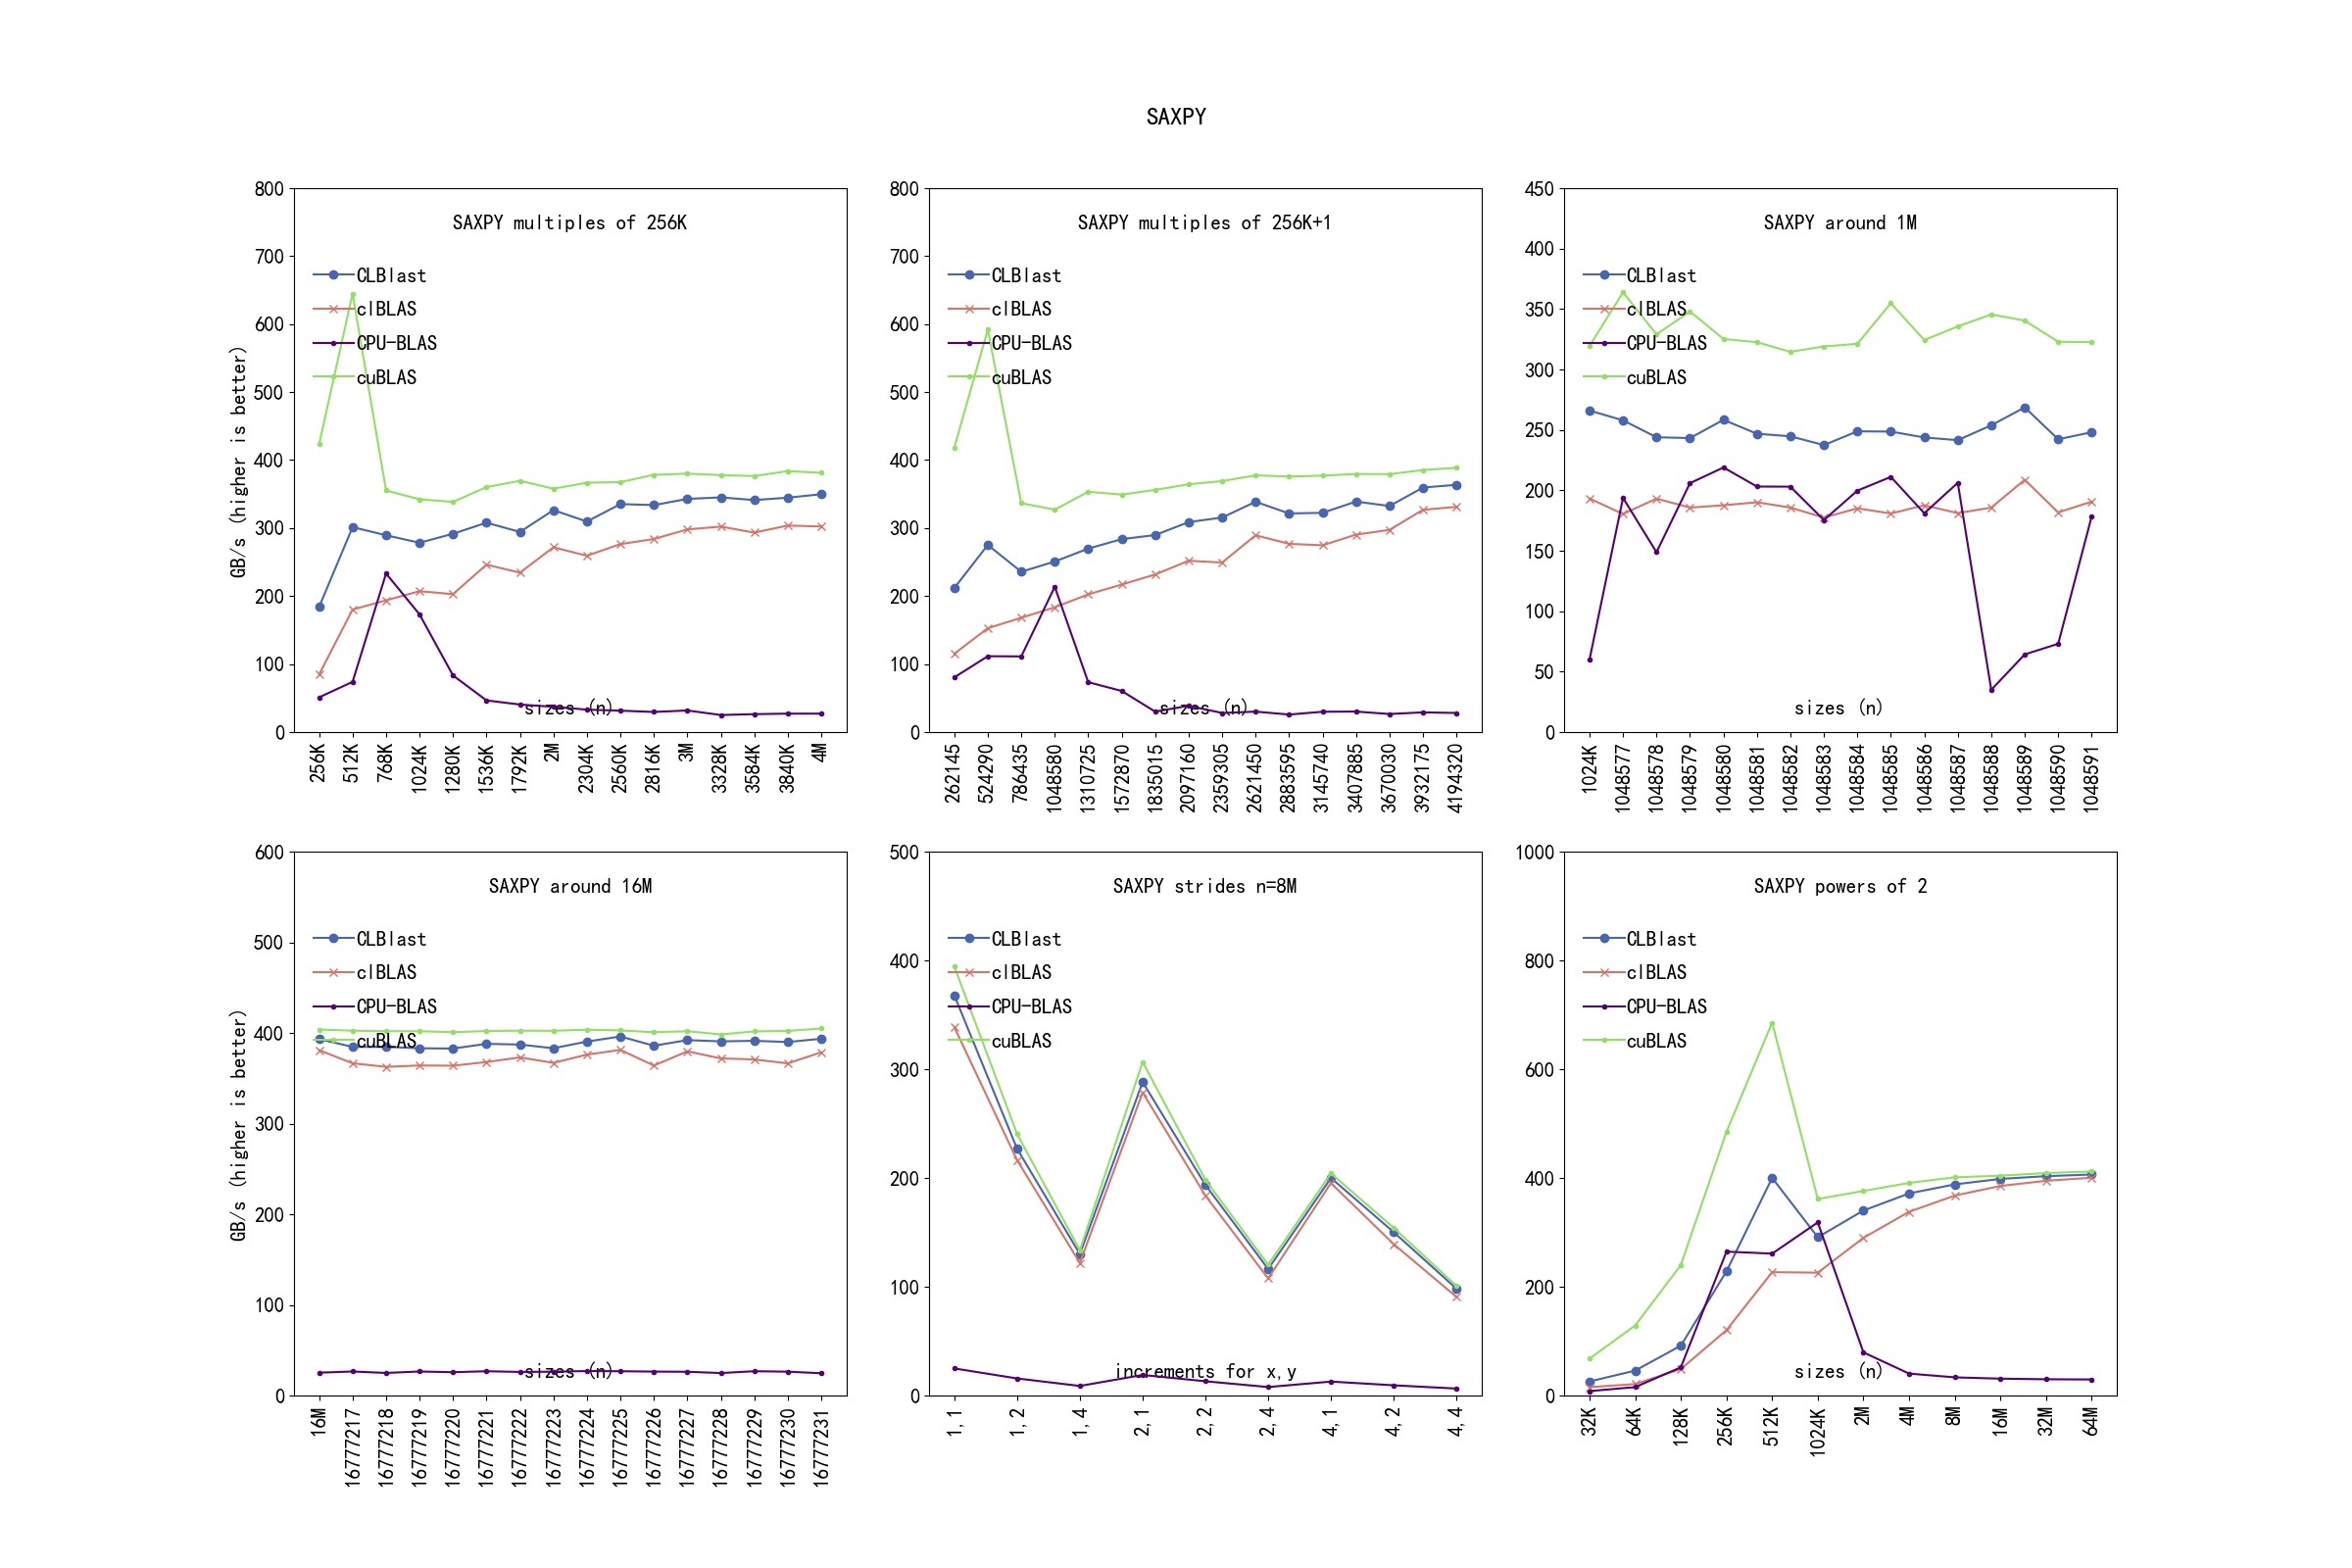 SAXPY
SAXPY multiples of 256K
GB/s (higher is better)
800
700
600
500
400
300
200
100
0
CLBlast
clBLAS
CPU-BLAS
cuBLAS
sizes (n)
256K
512K
768K
1024K
1280K
1536K
1792K
2M
2304K
2560K
2816K
3M
3328K
3584K
3840K
4M
SAXPY multiples of 256K+1
800
700
600
500
400
300
200
100
0
CLBlast
clBLAS
CPU-BLAS
cuBLAS
sizes (n)
262145
524290
786435
1048580
1310725
1572870
1835015
2097160
2359305
2621450
2883595
3145740
3407885
3670030
3932175
4194320
SAXPY around 1M
450
400
350
300
250
200
150
100
50
0
CLBlast
clBLAS
CPU-BLAS
cuBLAS
sizes (n)
1024K
1048577
1048578
1048579
1048580
1048581
1048582
1048583
1048584
1048585
1048586
1048587
1048588
1048589
1048590
1048591
SAXPY around 16M
GB/s (higher is better)
600
500
400
300
200
100
0
CLBlast
clBLAS
CPU-BLAS
cuBLAS
sizes (n)
16M
16777217
16777218
16777219
16777220
16777221
16777222
16777223
16777224
16777225
16777226
16777227
16777228
16777229
16777230
16777231
SAXPY strides n=8M
500
400
300
200
100
0
CLBlast
clBLAS
CPU-BLAS
cuBLAS
increments for x,y
1,1
1,2
1,4
2,1
2,2
2,4
4,1
4,2
4,4
SAXPY powers of 2
1000
800
600
400
200
0
CLBlast
clBLAS
CPU-BLAS
cuBLAS
sizes (n)
32K
64K
128K
256K
512K
1024K
2M
4M
8M
16M
32M
64M